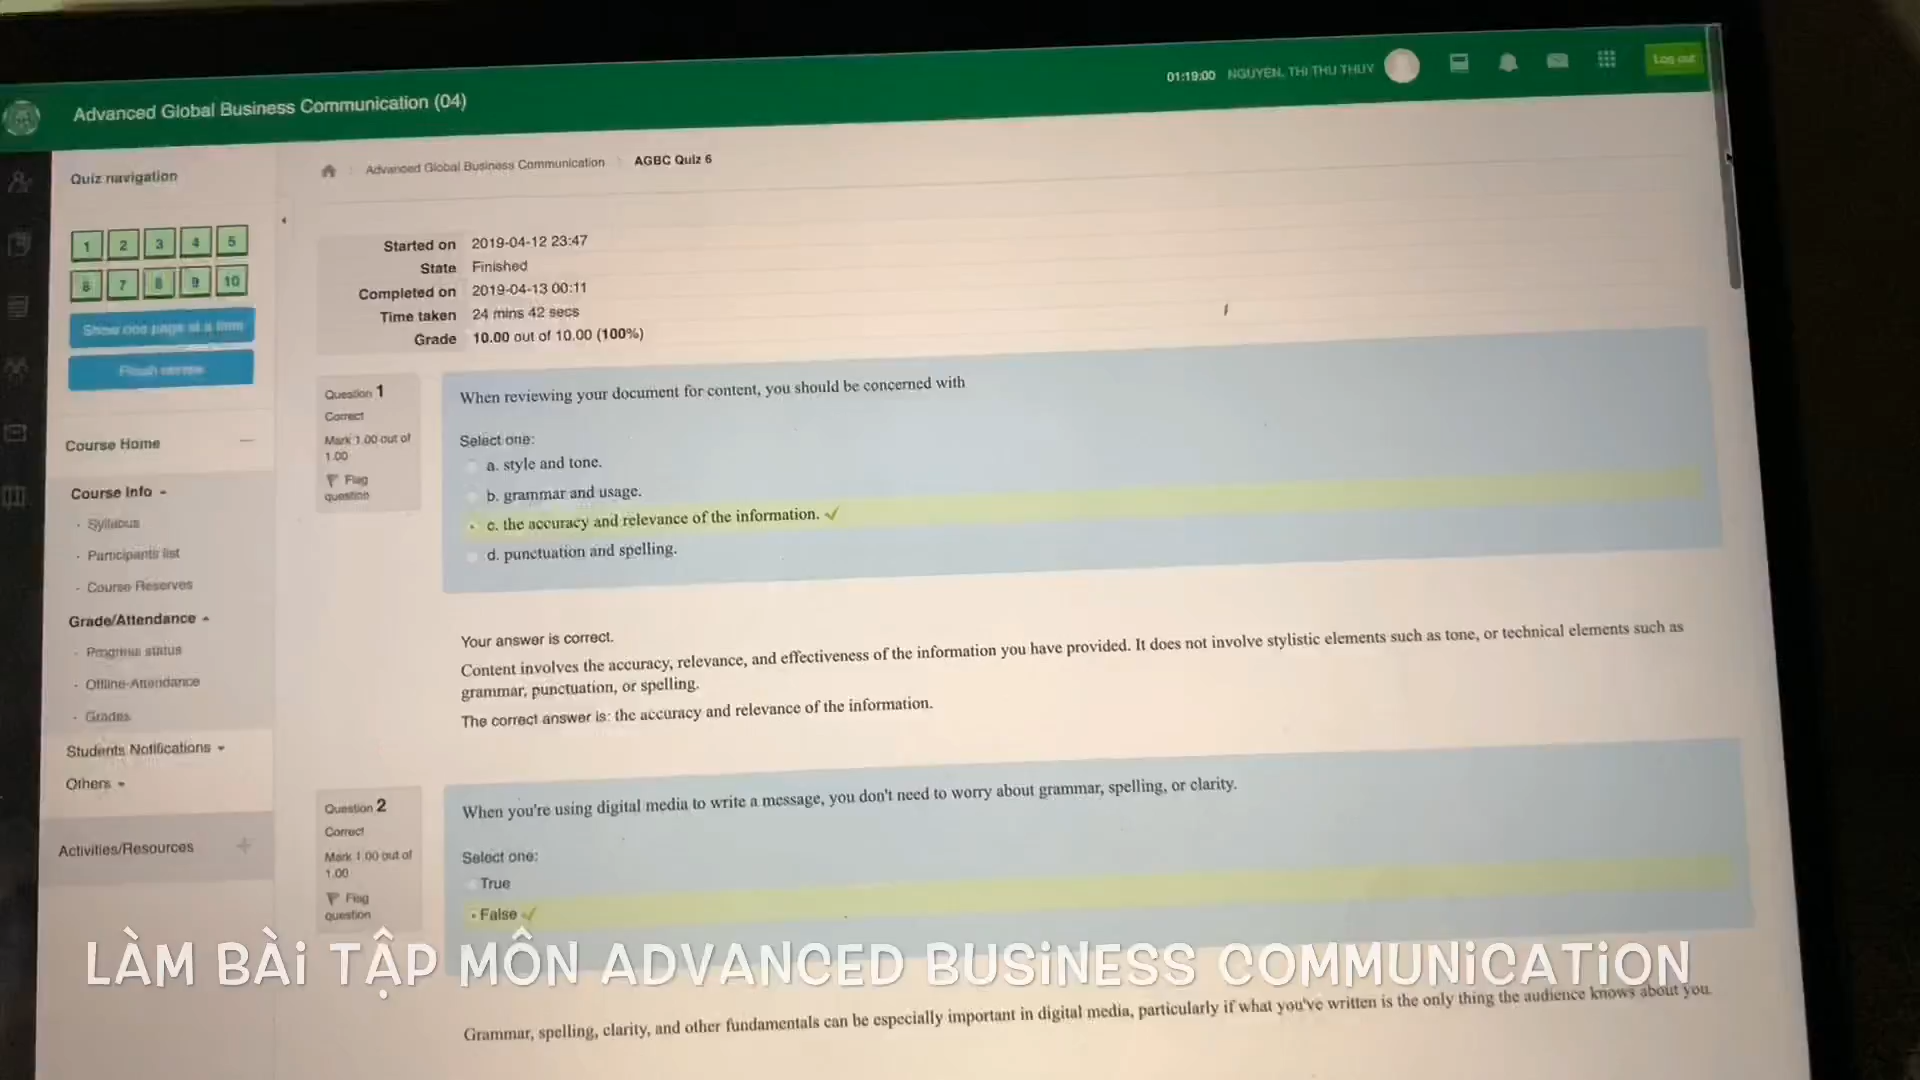 Advanced Global Business Communication (04)
01:19:00 NGUYEN, THI THU THUY
Log out
Quiz navigation
1 2 3 4 5
6 7 8 9 10
Show one page at a time
Finish review
Course Home
Course Info
Syllabus
Participants list
Course Reserves
Grade/Attendance
Progress status
Offline-Attendance
Grades
Students Notifications
Others
Activities/Resources
Advanced Global Business Communication AGBC Quiz 6
Started on 2019-04-12 23:47
State Finished
Completed on 2019-04-13 00:11
Time taken 24 mins 42 secs
Grade 10.00 out of 10.00 (100%)
Question 1
Correct
Mark 1.00 out of
1.00
Flag
question
When reviewing your document for content, you should be concerned with
Select one:
a. style and tone.
b. grammar and usage.
c. the accuracy and relevance of the information. ✓
d. punctuation and spelling.
Your answer is correct.
Content involves the accuracy, relevance, and effectiveness of the information you have provided. It does not involve stylistic elements such as tone, or technical elements such as
grammar, punctuation, or spelling.
The correct answer is: the accuracy and relevance of the information.
Question 2
Correct
Mark 1.00 out of
1.00
Flag
question
When you're using digital media to write a message, you don't need to worry about grammar, spelling, or clarity.
Select one:
True
False ✓
LÀM BÀi TẬP MÔN ADVANCED BUSiNESS COMMUNiCATiON
Grammar, spelling, clarity, and other fundamentals can be especially important in digital media, particularly if what you've written is the only thing the audience knows about you.